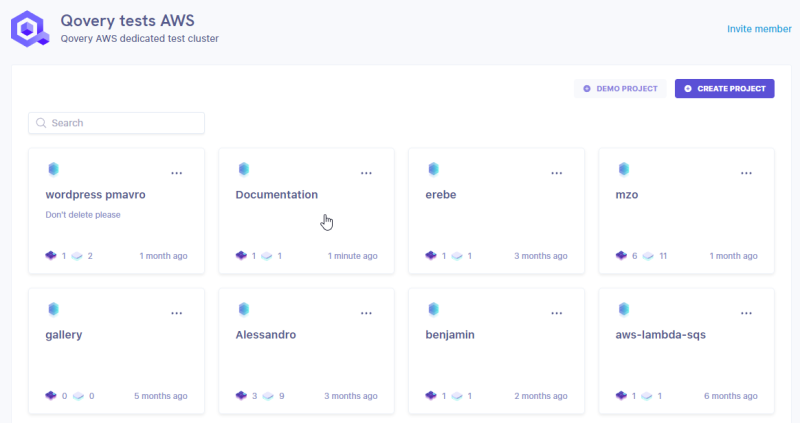 Qovery tests AWS
Qovery AWS dedicated test cluster
Invite member
DEMO PROJECT
CREATE PROJECT
Search
wordpress pmavro
Don't delete please
1 2 1 month ago
Documentation
1 1 1 minute ago
erebe
1 1 3 months ago
mzo
6 11 1 month ago
gallery
0 0 5 months ago
Alessandro
3 9 3 months ago
benjamin
1 1 2 months ago
aws-lambda-sqs
1 1 6 months ago